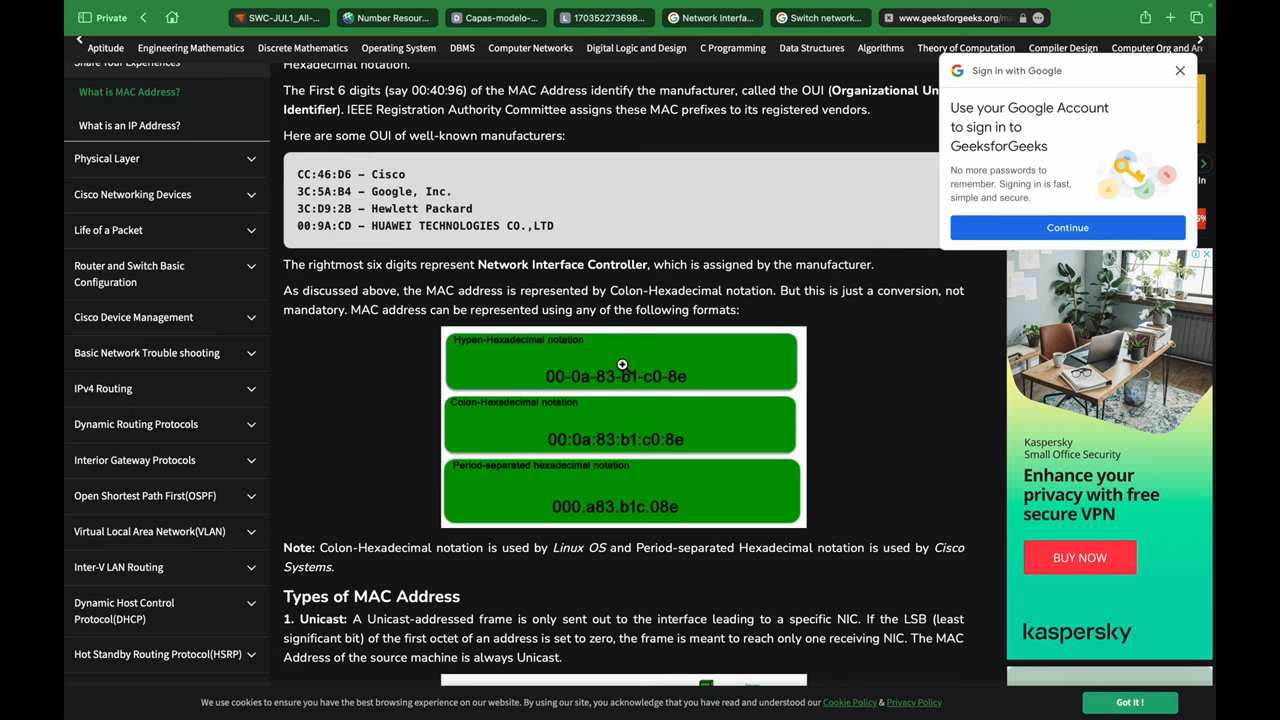 Private
SWC-JUL1_All-...
Number Resour...
Capas-modelo-...
170352273698...
Network Interfa...
Switch network...
www.geeksforgeeks.org/m
Aptitude
Engineering Mathematics
Discrete Mathematics
Operating System
DBMS
Computer Networks
Digital Logic and Design
C Programming
Data Structures
Algorithms
Theory of Computation
Compiler Design
Computer Org and Arc
Share Your Experiences
What is MAC Address?
What is an IP Address?
Physical Layer
Cisco Networking Devices
Life of a Packet
Router and Switch Basic
Configuration
Cisco Device Management
Basic Network Trouble shooting
IPv4 Routing
Dynamic Routing Protocols
Interior Gateway Protocols
Open Shortest Path First(OSPF)
Virtual Local Area Network(VLAN)
Inter-V LAN Routing
Dynamic Host Control
Protocol(DHCP)
Hot Standby Routing Protocol(HSRP)
Hexadecimal notation.
The First 6 digits (say 00:40:96) of the MAC Address identify the manufacturer, called the OUI (Organizational Un
Identifier). IEEE Registration Authority Committee assigns these MAC prefixes to its registered vendors.
Here are some OUI of well-known manufacturers:
CC:46:D6 – Cisco
3C:5A:B4 – Google, Inc.
3C:D9:2B – Hewlett Packard
00:9A:CD – HUAWEI TECHNOLOGIES CO.,LTD
The rightmost six digits represent Network Interface Controller, which is assigned by the manufacturer.
As discussed above, the MAC address is represented by Colon-Hexadecimal notation. But this is just a conversion, not
mandatory. MAC address can be represented using any of the following formats:
Hypen-Hexadecimal notation
00-0a-83-b1-c0-8e
Colon-Hexadecimal notation
00:0a:83:b1:c0:8e
Period-separated hexadecimal notation
000.a83.b1c.08e
Note: Colon-Hexadecimal notation is used by Linux OS and Period-separated Hexadecimal notation is used by Cisco
Systems.
Types of MAC Address
1. Unicast: A Unicast-addressed frame is only sent out to the interface leading to a specific NIC. If the LSB (least
significant bit) of the first octet of an address is set to zero, the frame is meant to reach only one receiving NIC. The MAC
Address of the source machine is always Unicast.
Sign in with Google
Use your Google Account
to sign in to
GeeksforGeeks
No more passwords to
remember. Signing in is fast,
simple and secure.
Continue
In
5%
Kaspersky
Small Office Security
Enhance your
privacy with free
secure VPN
BUY NOW
kaspersky
We use cookies to ensure you have the best browsing experience on our website. By using our site, you acknowledge that you have read and understood our Cookie Policy & Privacy Policy
Got It !